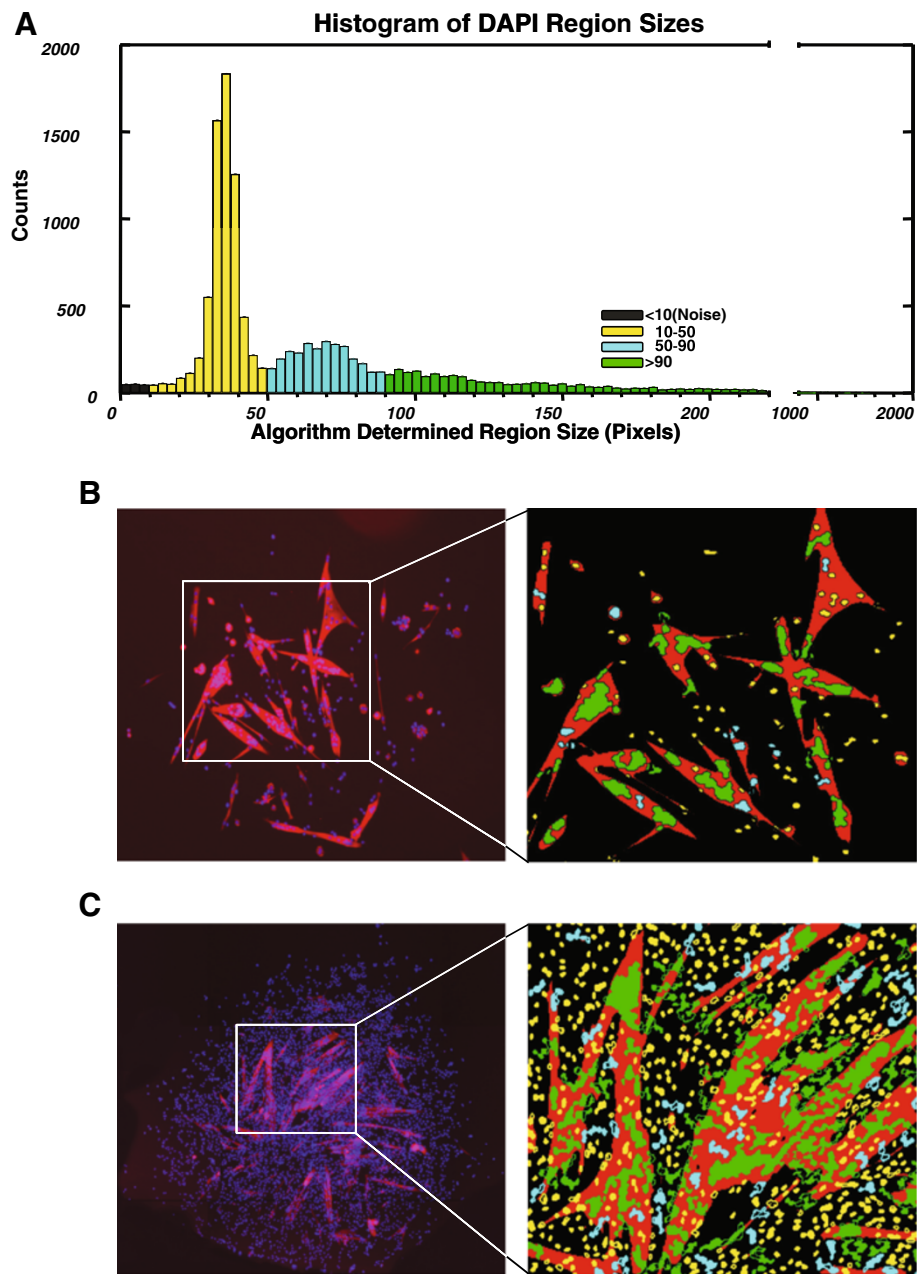 A
Histogram of DAPI Region Sizes
2000
1500
1000
500
0
Counts
<10(Noise)
10-50
50-90
>90
0 50 100 150 200 1000 2000
Algorithm Determined Region Size (Pixels)
B
C